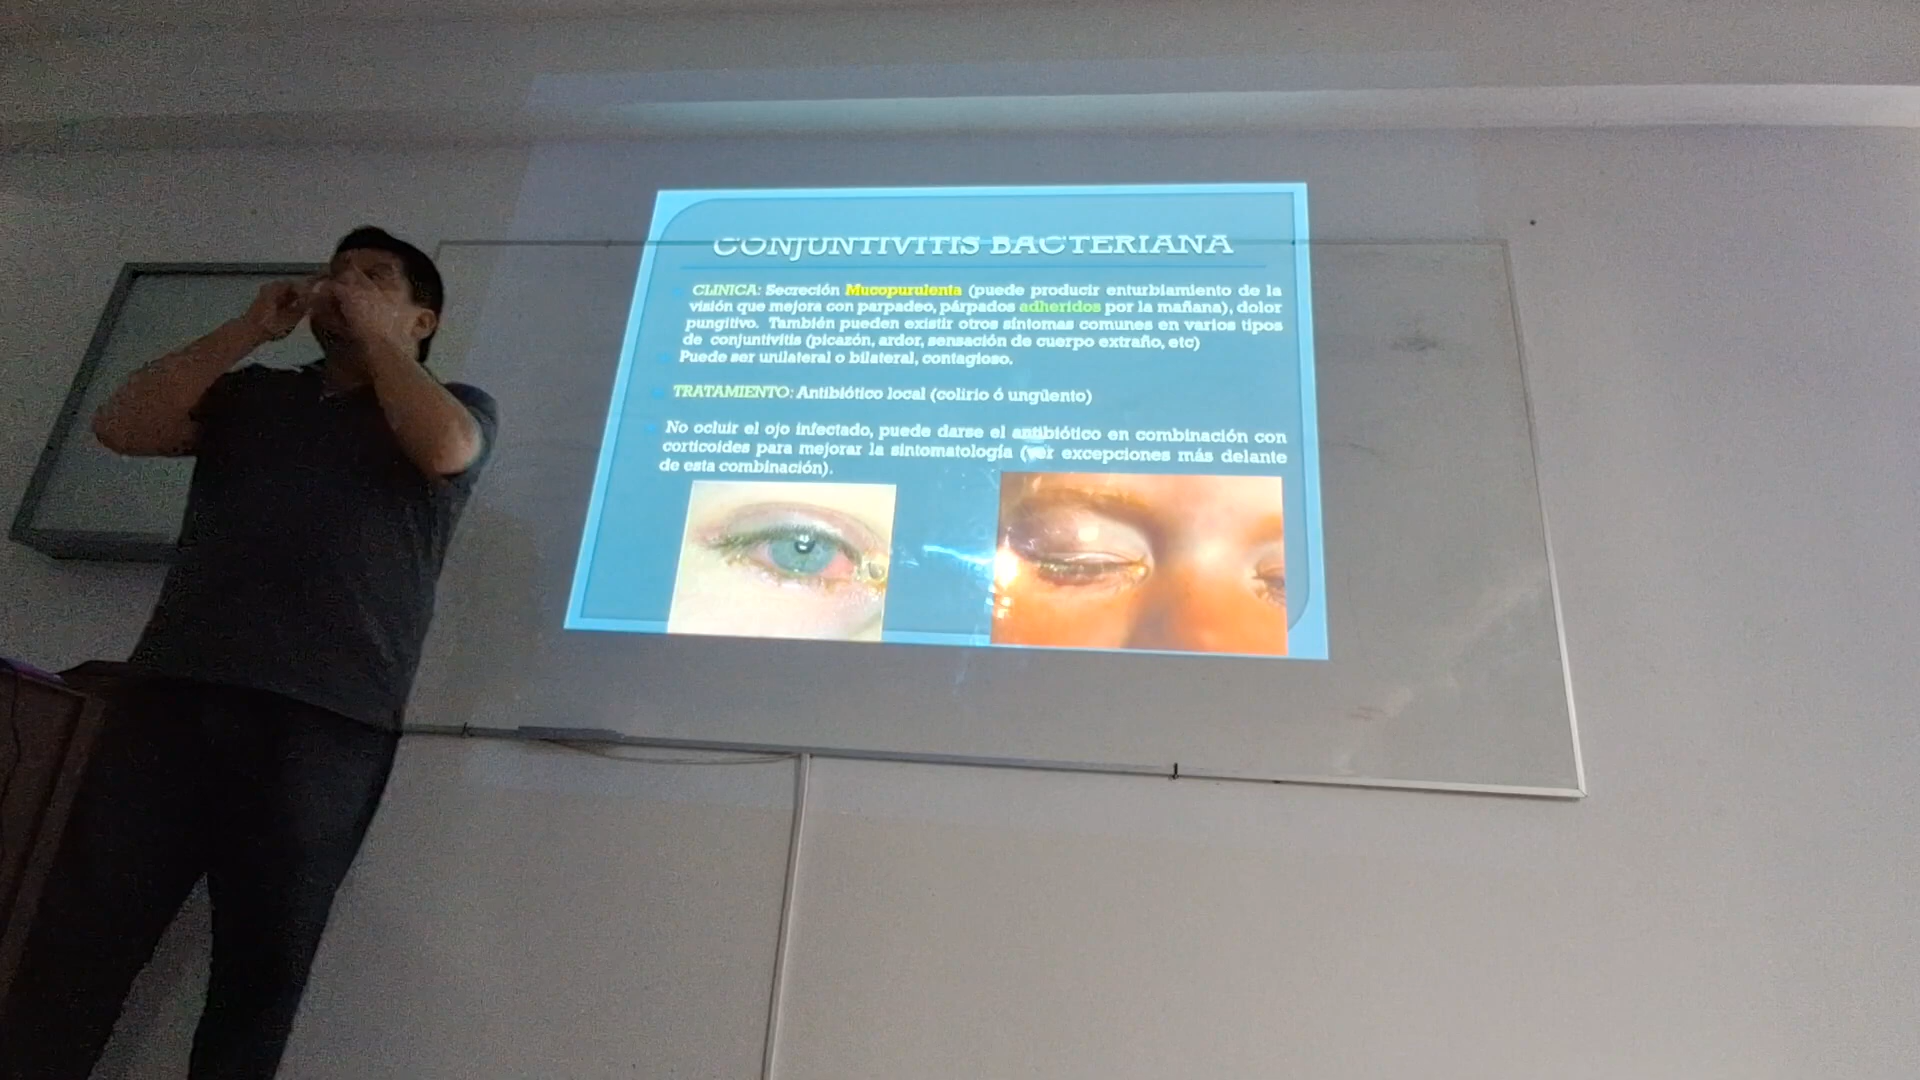 CONJUNTIVITIS BACTERIANA
CLINICA: Secreción Mucopurulenta (puede producir enturbiamiento de la
visión que mejora con parpadeo, párpados adheridos por la mañana), dolor
pungitivo. También pueden existir otros síntomas comunes en varios tipos
de conjuntivitis (picazón, ardor, sensación de cuerpo extraño, etc)
Puede ser unilateral o bilateral, contagioso.
TRATAMIENTO: Antibiótico local (colirio ó ungüento)
No ocluir el ojo infectado, puede darse el antibiótico en combinación con
corticoides para mejorar la sintomatología (ver excepciones más delante
de esta combinación).